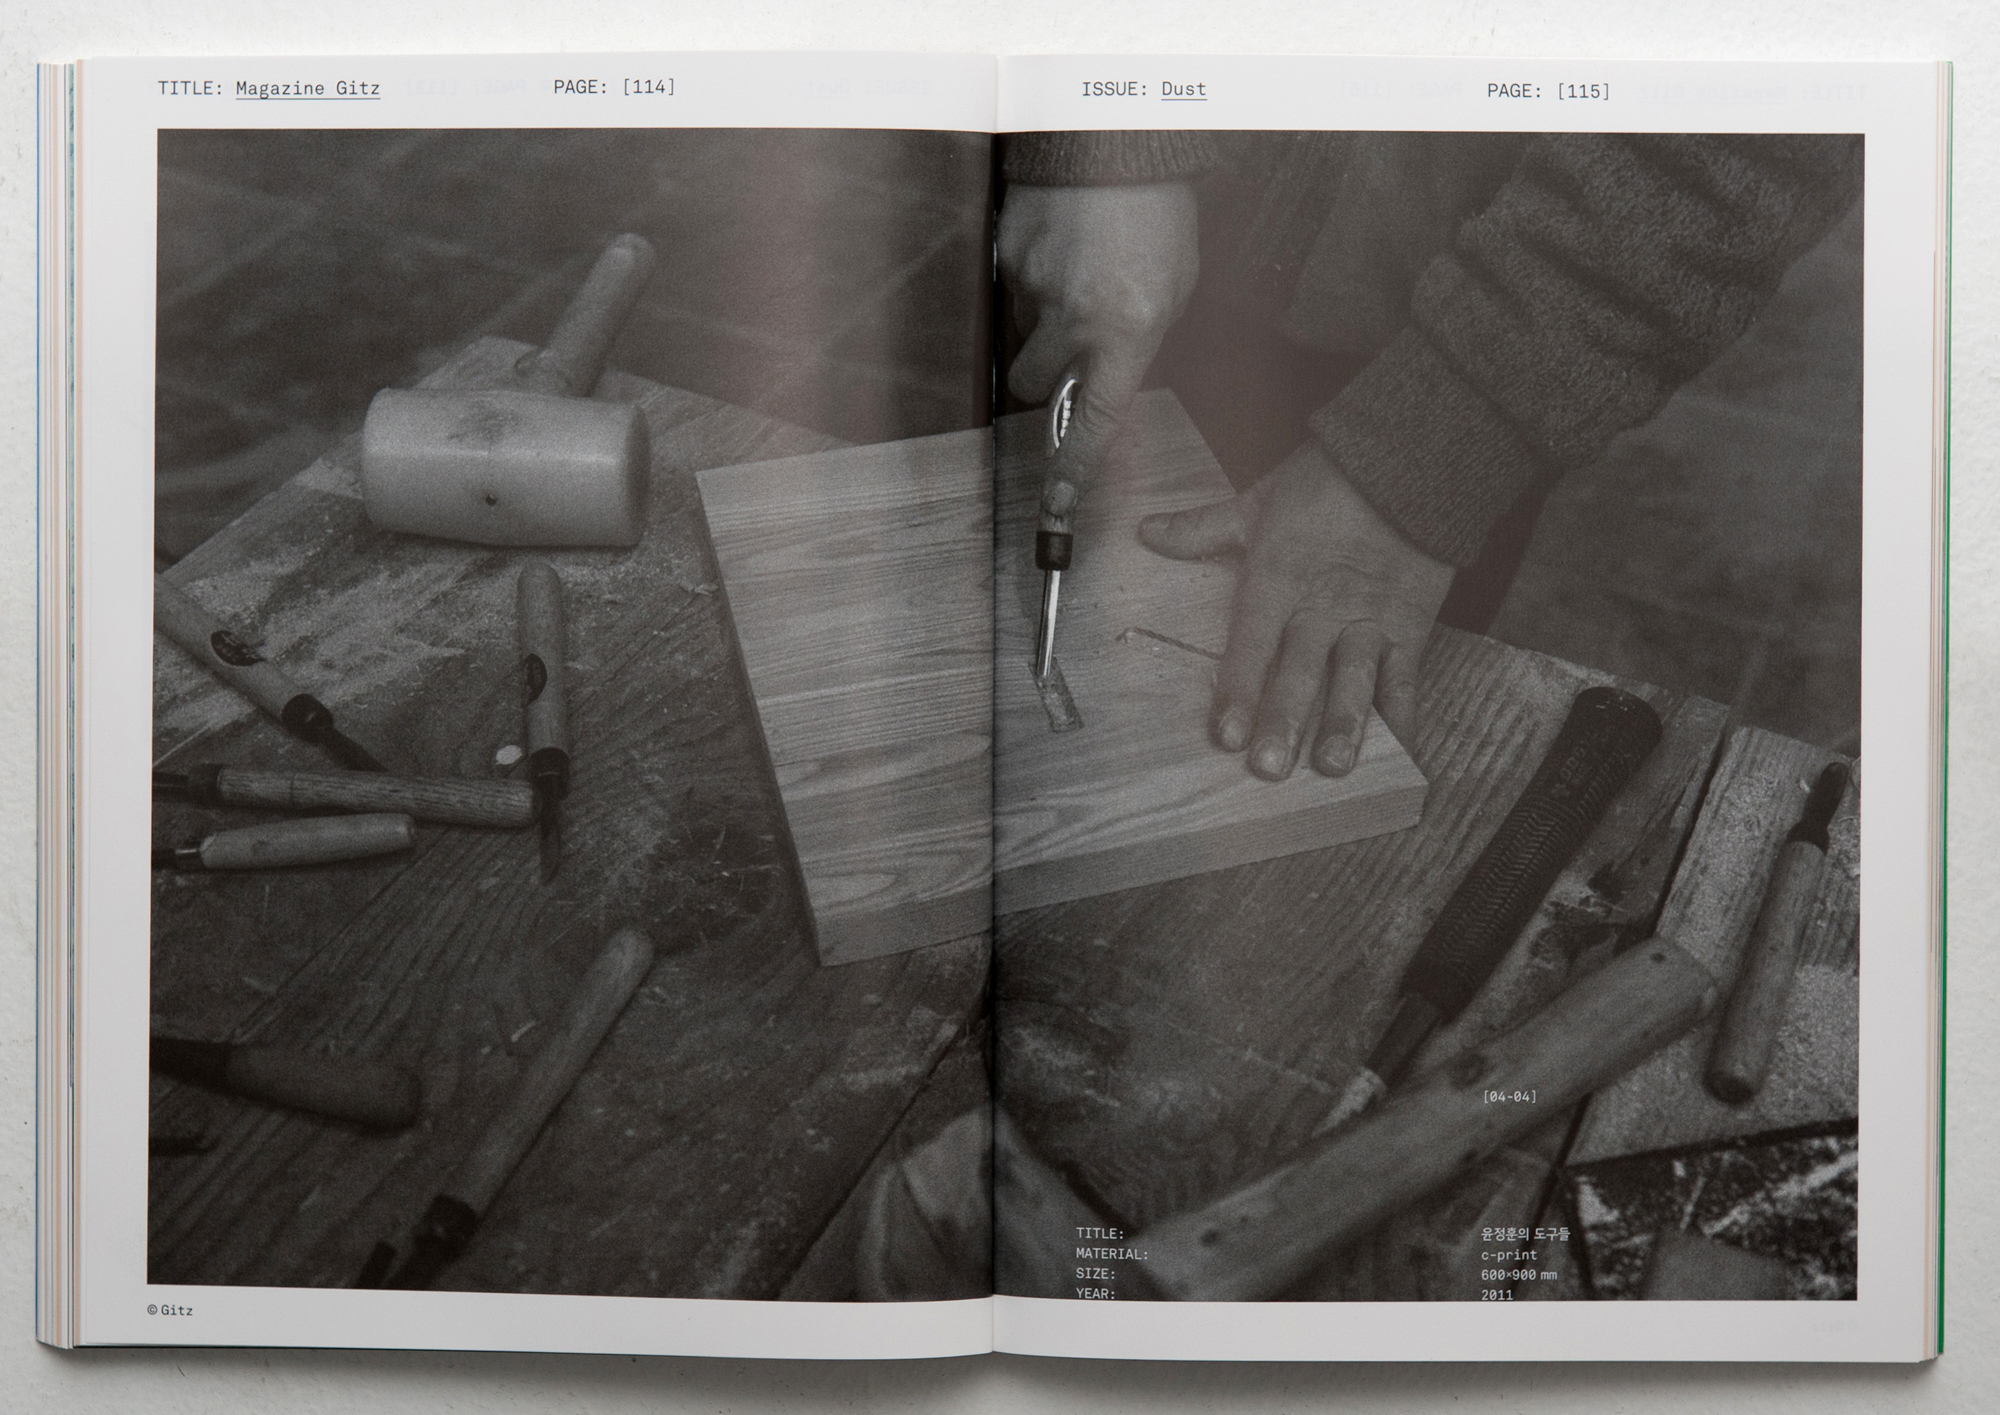 TITLE: Magazine Gitz
PAGE: [114]
ISSUE: Dust
PAGE: [115]
[04-04]
TITLE: 윤정훈의 도구들
MATERIAL: c-print
SIZE: 600×900 mm
YEAR: 2011
© Gitz